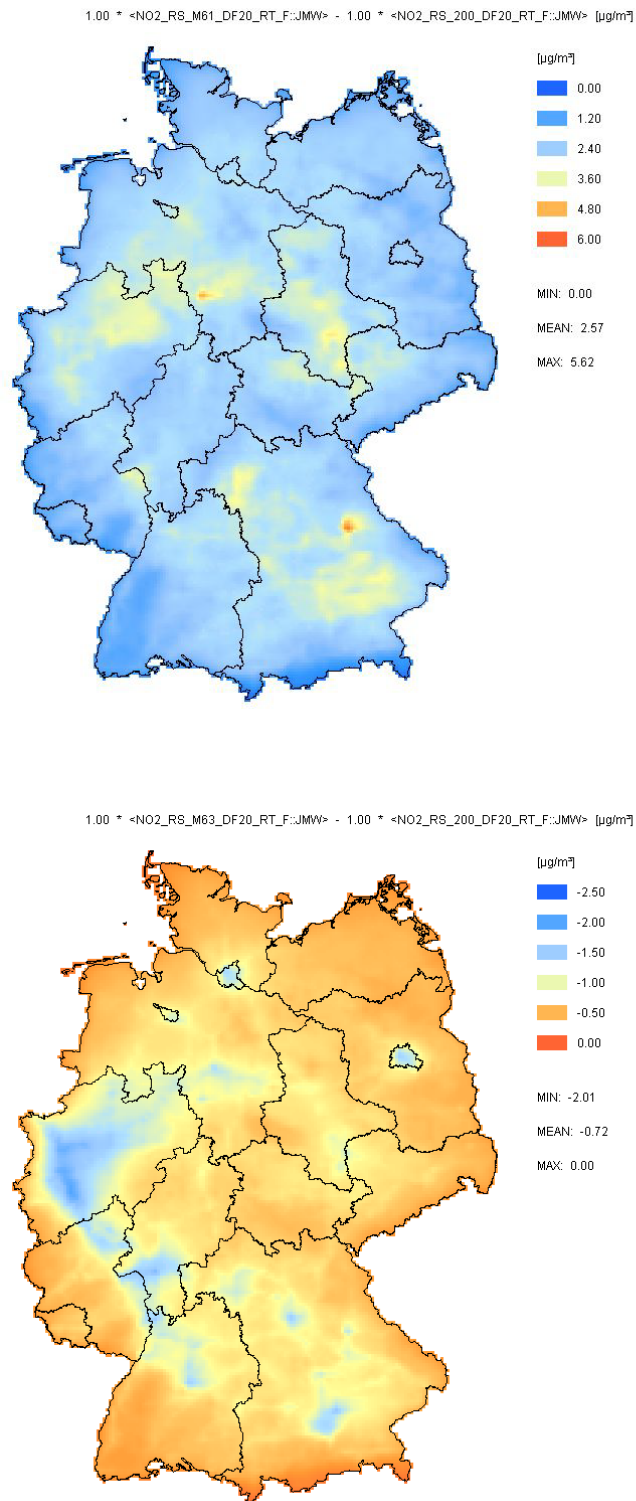 1.00 * <NO2_RS_M61_DF20_RT_F::JMW> - 1.00 * <NO2_RS_200_DF20_RT_F::JMW> [µg/m³]
[µg/m³]
0.00
1.20
2.40
3.60
4.80
6.00
MIN: 0.00
MEAN: 2.57
MAX: 5.62
1.00 * <NO2_RS_M63_DF20_RT_F::JMW> - 1.00 * <NO2_RS_200_DF20_RT_F::JMW> [µg/m³]
[µg/m³]
-2.50
-2.00
-1.50
-1.00
-0.50
0.00
MIN: -2.01
MEAN: -0.72
MAX: 0.00